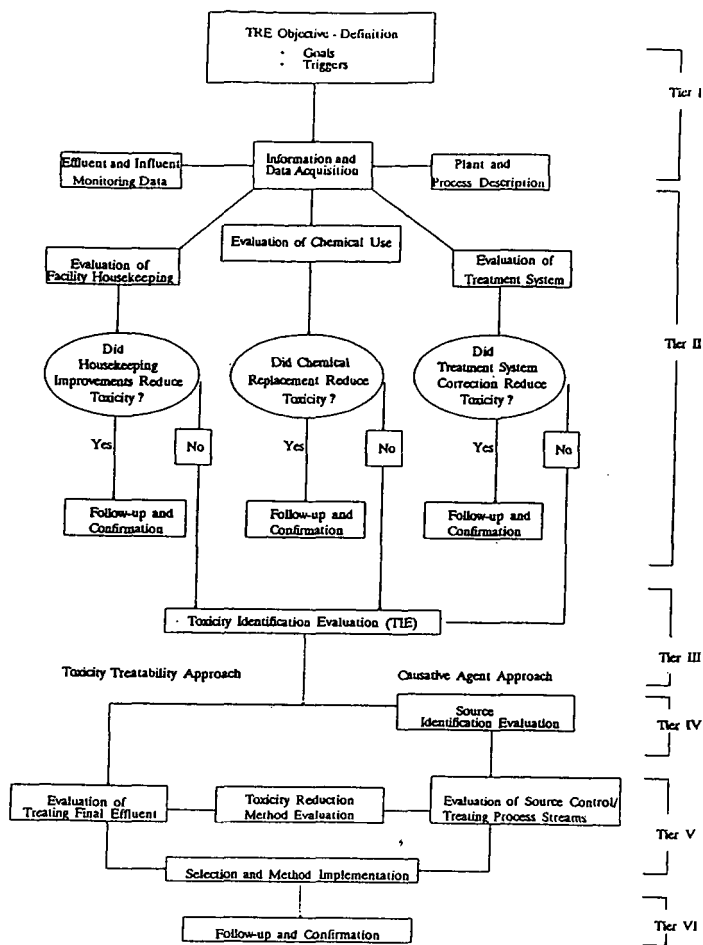 TRE Objective - Definition
• Goals
• Triggers
Tier I
Effluent and Influent
Monitoring Data
Information and
Data Acquisition
Plant and
Process Description
Evaluation of
Facility Housekeeping
Evaluation of Chemical Use
Evaluation of
Treatment System
Tier II
Did
Housekeeping
Improvements Reduce
Toxicity?
Did Chemical
Replacement Reduce
Toxicity?
Did
Treatment System
Correction Reduce
Toxicity?
Yes
No
Yes
No
Yes
No
Follow-up and
Confirmation
Follow-up and
Confirmation
Follow-up and
Confirmation
Toxicity Identification Evaluation (TIE)
Tier III
Toxicity Treatability Approach
Causative Agent Approach
Source
Identification Evaluation
Tier IV
Evaluation of
Treating Final Effluent
Toxicity Reduction
Method Evaluation
Evaluation of Source Control/
Treating Process Streams
Tier V
Selection and Method Implementation
Follow-up and Confirmation
Tier VI